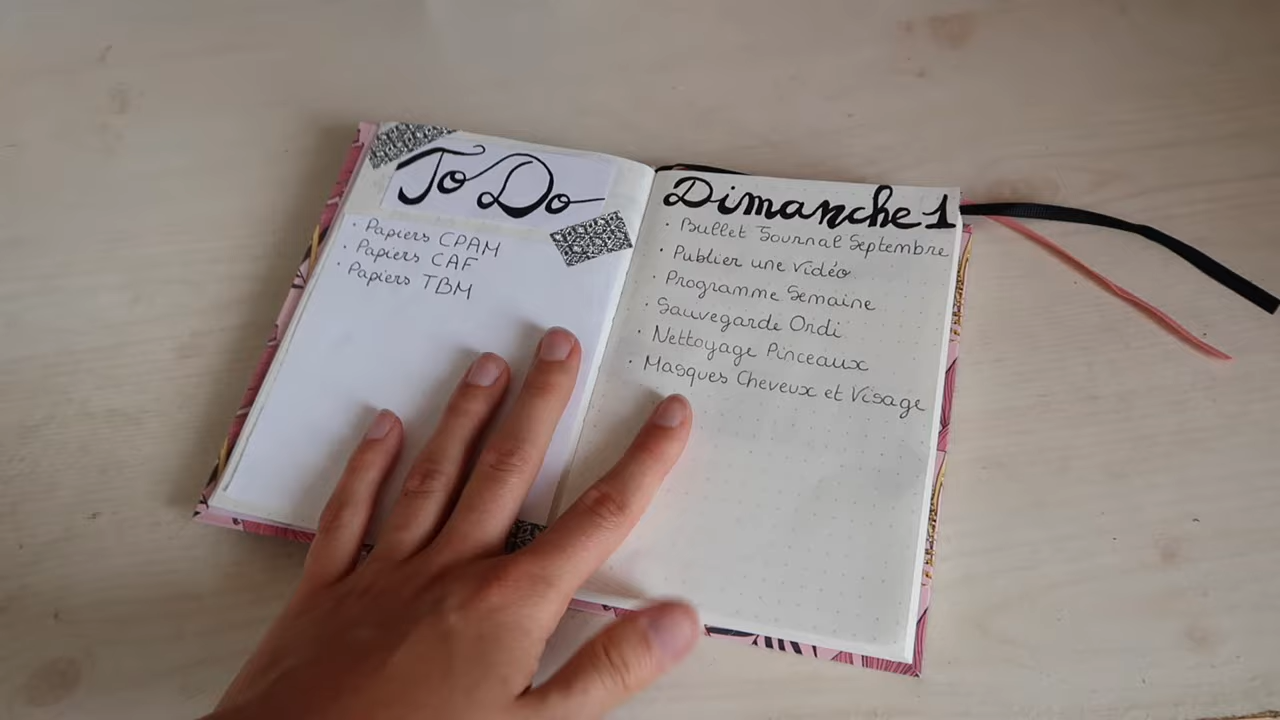 To Do
· Papiers CPAM
· Papiers CAF
· Papiers TBM
Dimanche 1
· Bullet Journal Septembre
· Publier une Vidéo
· Programme Semaine
· Sauvegarde Ordi
· Nettoyage Pinceaux
· Masques Cheveux et Visage